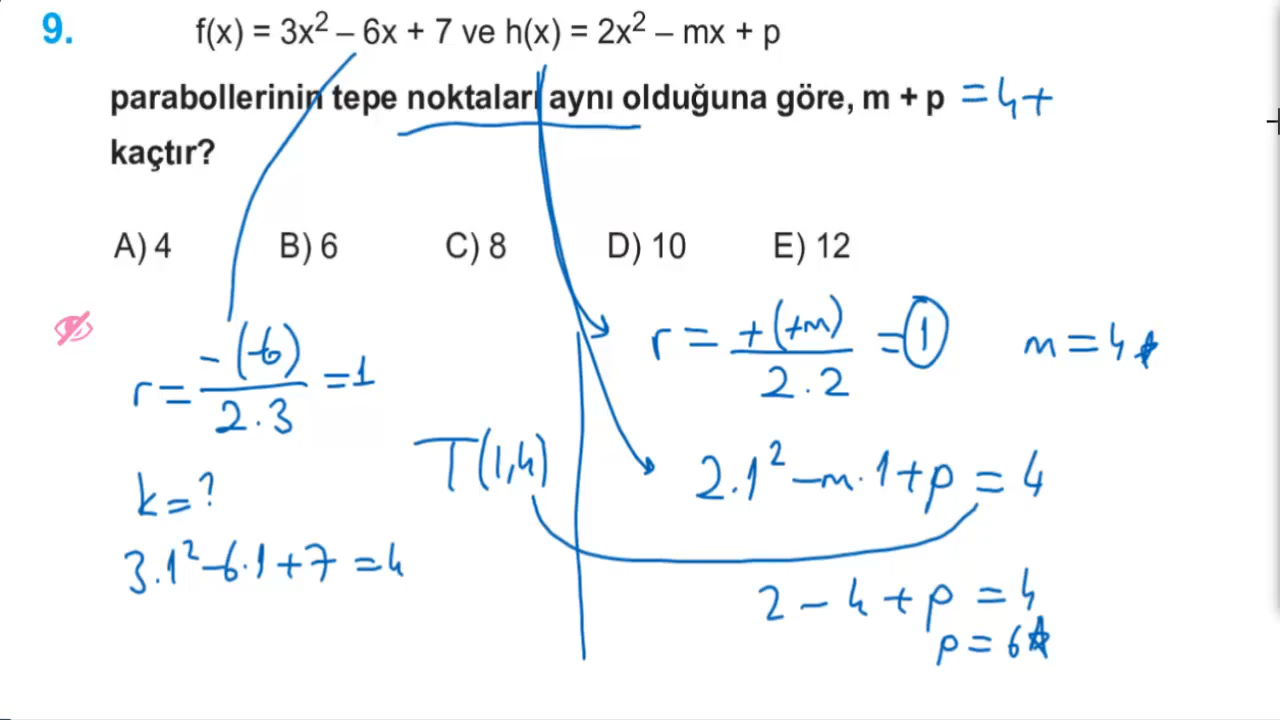 9. f(x) = 3x² – 6x + 7 ve h(x) = 2x² – mx + p
parabollerinin tepe noktaları aynı olduğuna göre, m + p = 4 +
kaçtır?
A) 4 B) 6 C) 8 D) 10 E) 12
r = -(-6) / 2.3 = 1
r = +(+m) / 2.2 = 1
m = 4
T(1,4)
2.1² - m.1 + p = 4
k = ?
3.1² - 6.1 + 7 = 4
2 - 4 + p = 4
p = 6